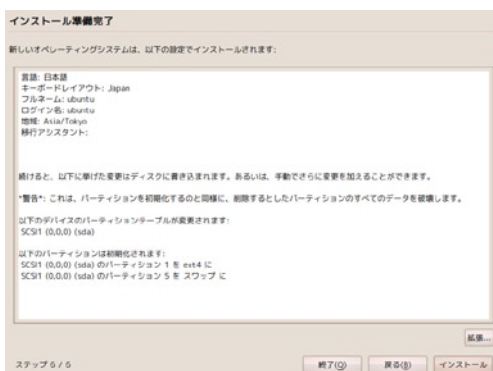 インストール準備完了
新しいオペレーティングシステムは、以下の設定でインストールされます:
言語: 日本語
キーボードレイアウト: Japan
フルネーム: ubuntu
ログイン名: ubuntu
地域: Asia/Tokyo
移行アシスタント:
続けると、以下に挙げた変更はディスクに書き込まれます。あるいは、手動でさらに変更を加えることができます。
*警告*: これは、パーティションを初期化するのと同様に、削除するとしたパーティションのすべてのデータを破壊します。
以下のデバイスのパーティションテーブルが変更されます:
SCSI1 (0,0,0) (sda)
以下のパーティションは初期化されます:
SCSI1 (0,0,0) (sda) のパーティション 1 を ext4 に
SCSI1 (0,0,0) (sda) のパーティション 5 を スワップ に
拡張...
ステップ 6 / 6
終了(Q)
戻る(B)
インストール